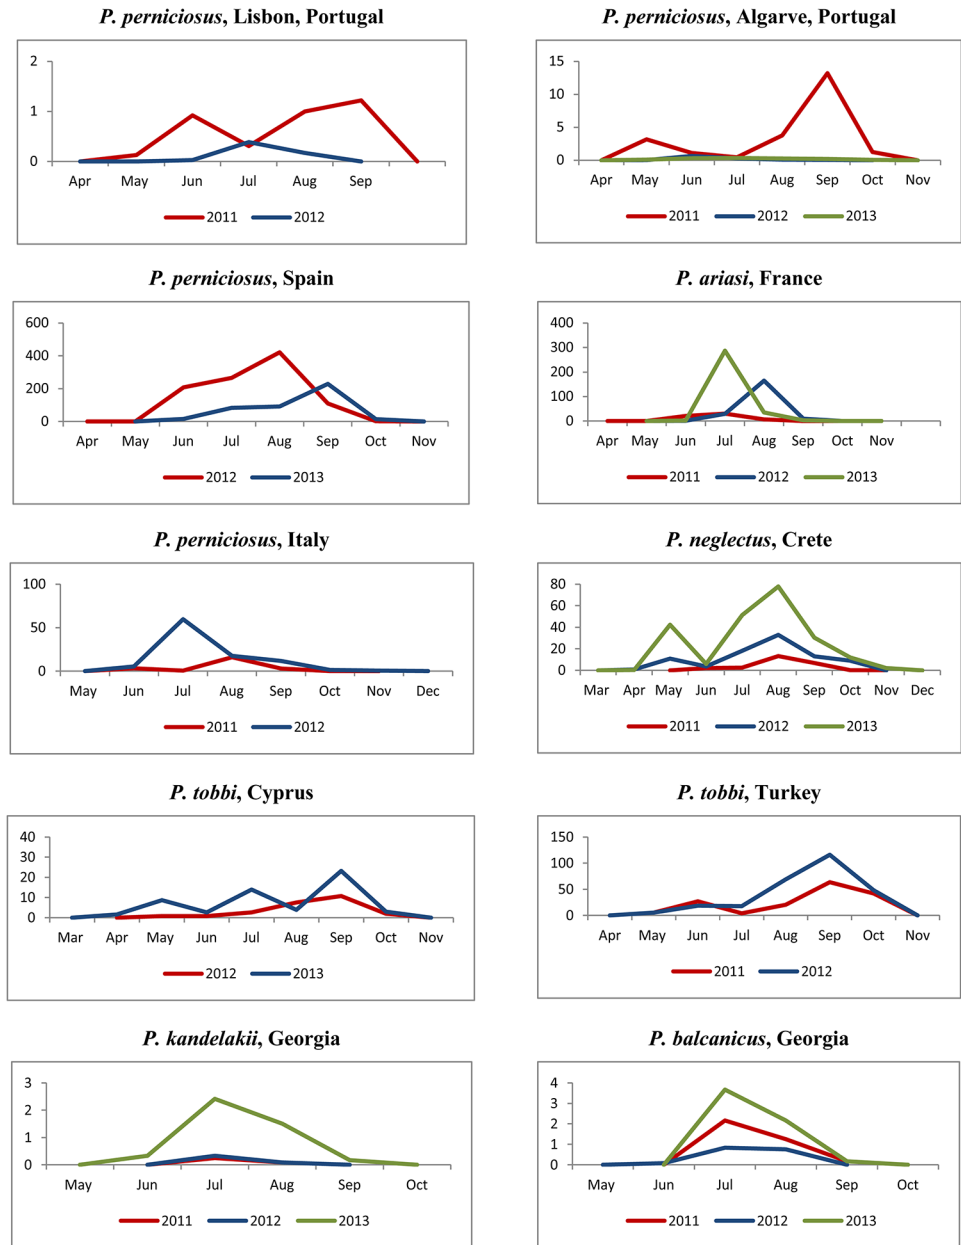 P. perniciosus, Lisbon, Portugal
2
1
0
Apr May Jun Jul Aug Sep
2011 2012
P. perniciosus, Algarve, Portugal
15
10
5
0
Apr May Jun Jul Aug Sep Oct Nov
2011 2012 2013
P. perniciosus, Spain
600
400
200
0
Apr May Jun Jul Aug Sep Oct Nov
2012 2013
P. ariasi, France
400
300
200
100
0
Apr May Jun Jul Aug Sep Oct Nov
2011 2012 2013
P. perniciosus, Italy
100
50
0
May Jun Jul Aug Sep Oct Nov Dec
2011 2012
P. neglectus, Crete
80
60
40
20
0
Mar Apr May Jun Jul Aug Sep Oct Nov Dec
2011 2012 2013
P. tobbi, Cyprus
40
30
20
10
0
Mar Apr May Jun Jul Aug Sep Oct Nov
2012 2013
P. tobbi, Turkey
150
100
50
0
Apr May Jun Jul Aug Sep Oct Nov
2011 2012
P. kandelakii, Georgia
3
2
1
0
May Jun Jul Aug Sep Oct
2011 2012 2013
P. balcanicus, Georgia
4
3
2
1
0
May Jun Jul Aug Sep Oct
2011 2012 2013